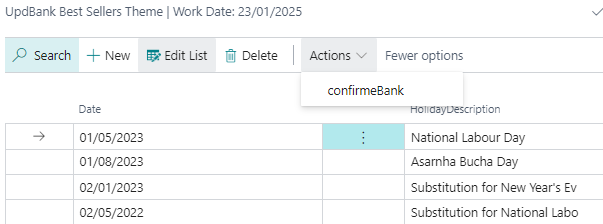 UpdBank Best Sellers Theme | Work Date: 23/01/2025
Search + New Edit List Delete Actions Fewer options
confirmeBank
Date HolidayDescription
01/05/2023 National Labour Day
01/08/2023 Asarnha Bucha Day
02/01/2023 Substitution for New Year's Ev
02/05/2022 Substitution for National Labo